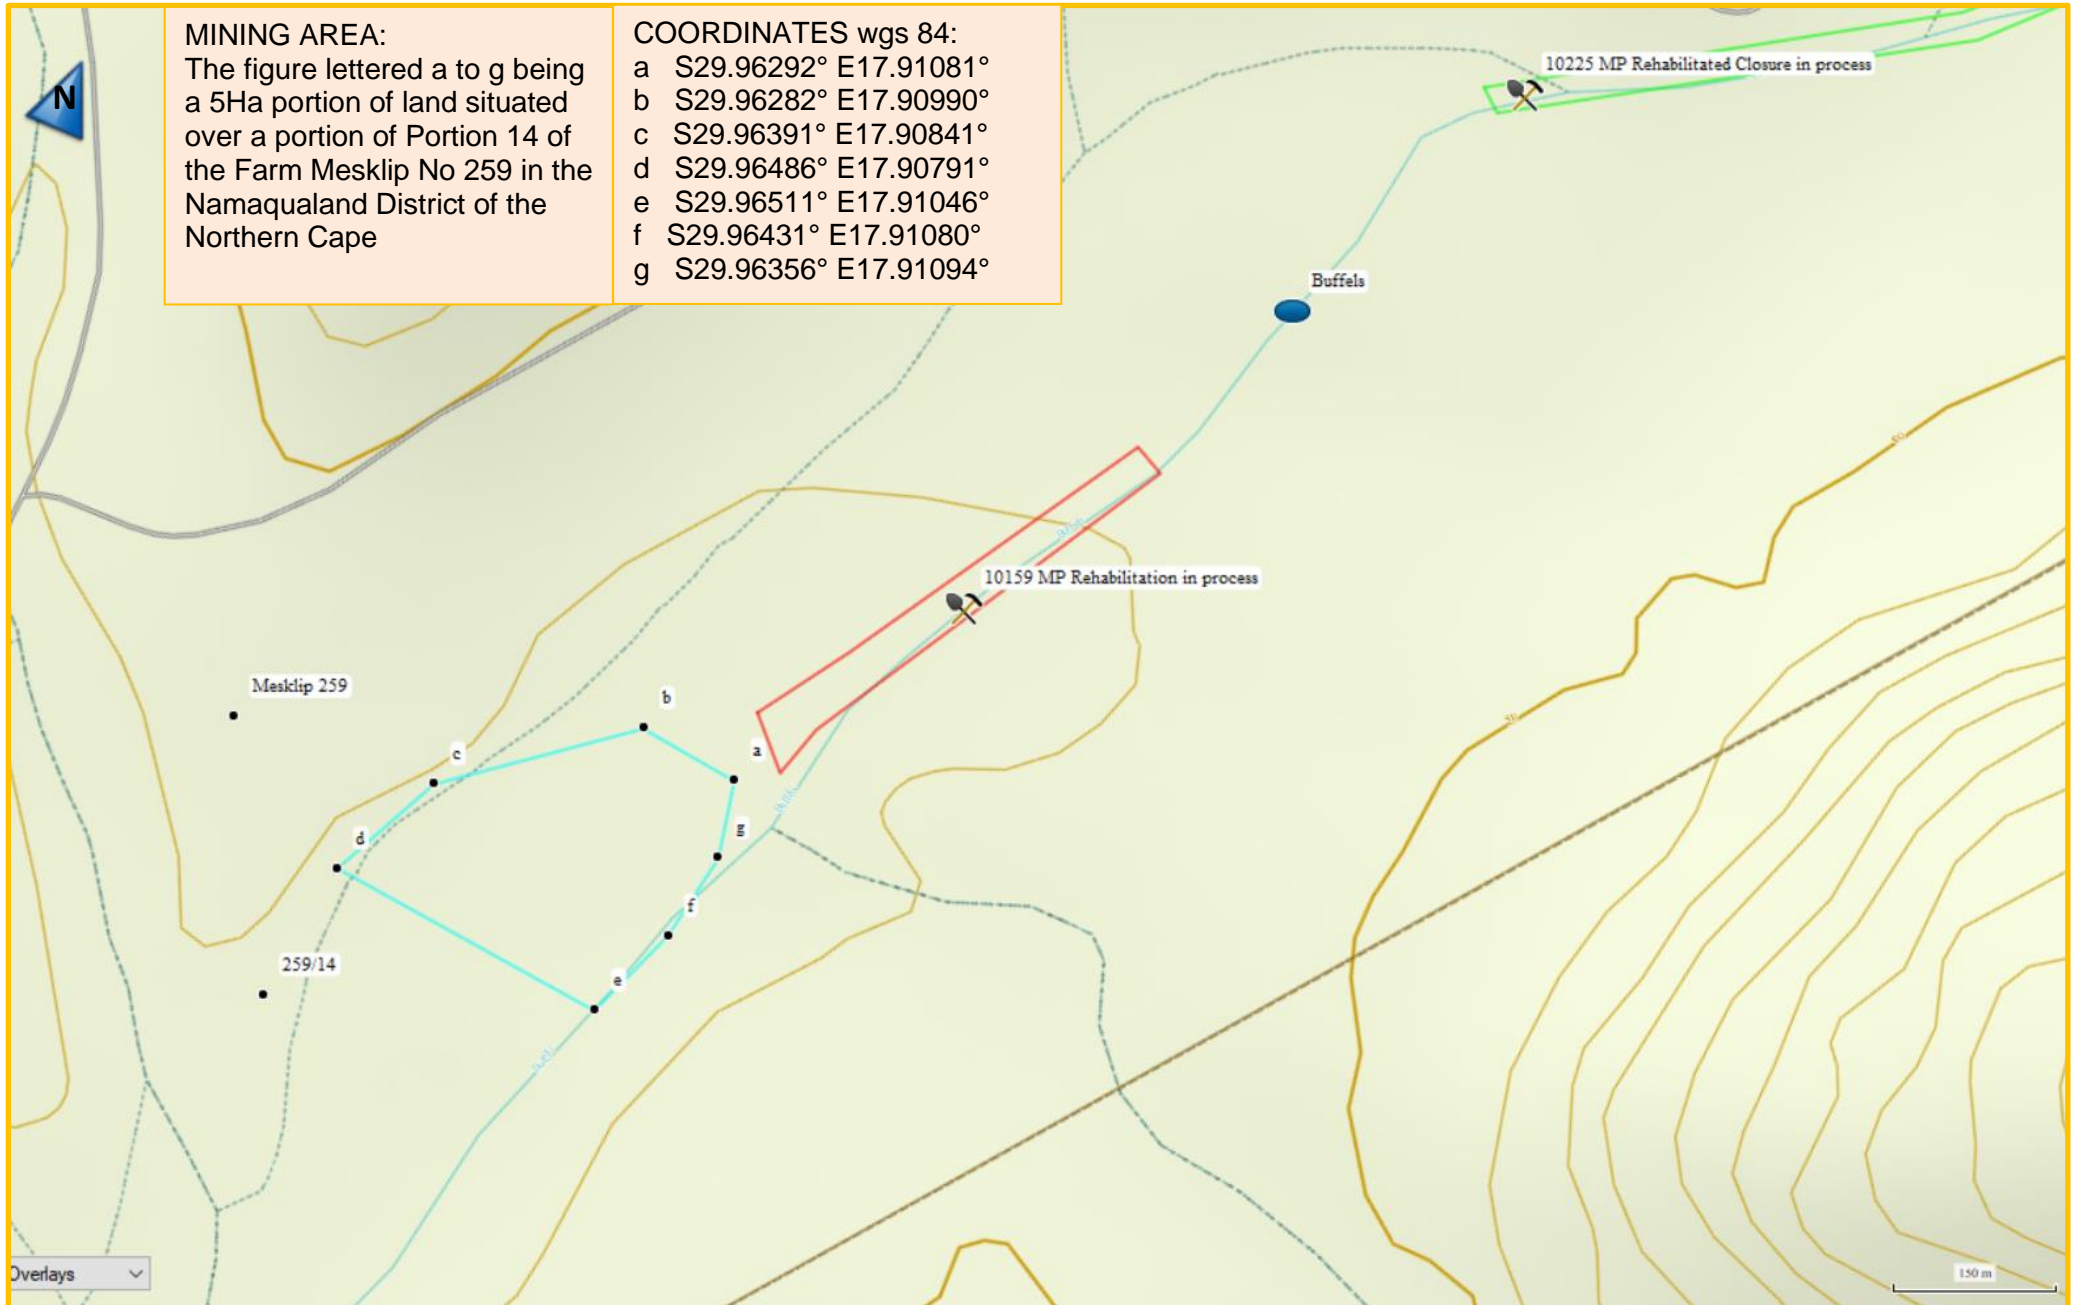 N
MINING AREA:
The figure lettered a to g being
a 5Ha portion of land situated
over a portion of Portion 14 of
the Farm Mesklip No 259 in the
Namaqualand District of the
Northern Cape
COORDINATES wgs 84:
a S29.96292° E17.91081°
b S29.96282° E17.90990°
c S29.96391° E17.90841°
d S29.96486° E17.90791°
e S29.96511° E17.91046°
f S29.96431° E17.91080°
g S29.96356° E17.91094°
10225 MP Rehabilitated Closure in process
Buffels
10159 MP Rehabilitation in process
Mesklip 259
b
a
c
g
d
f
259/14
e
Overlays
150 m